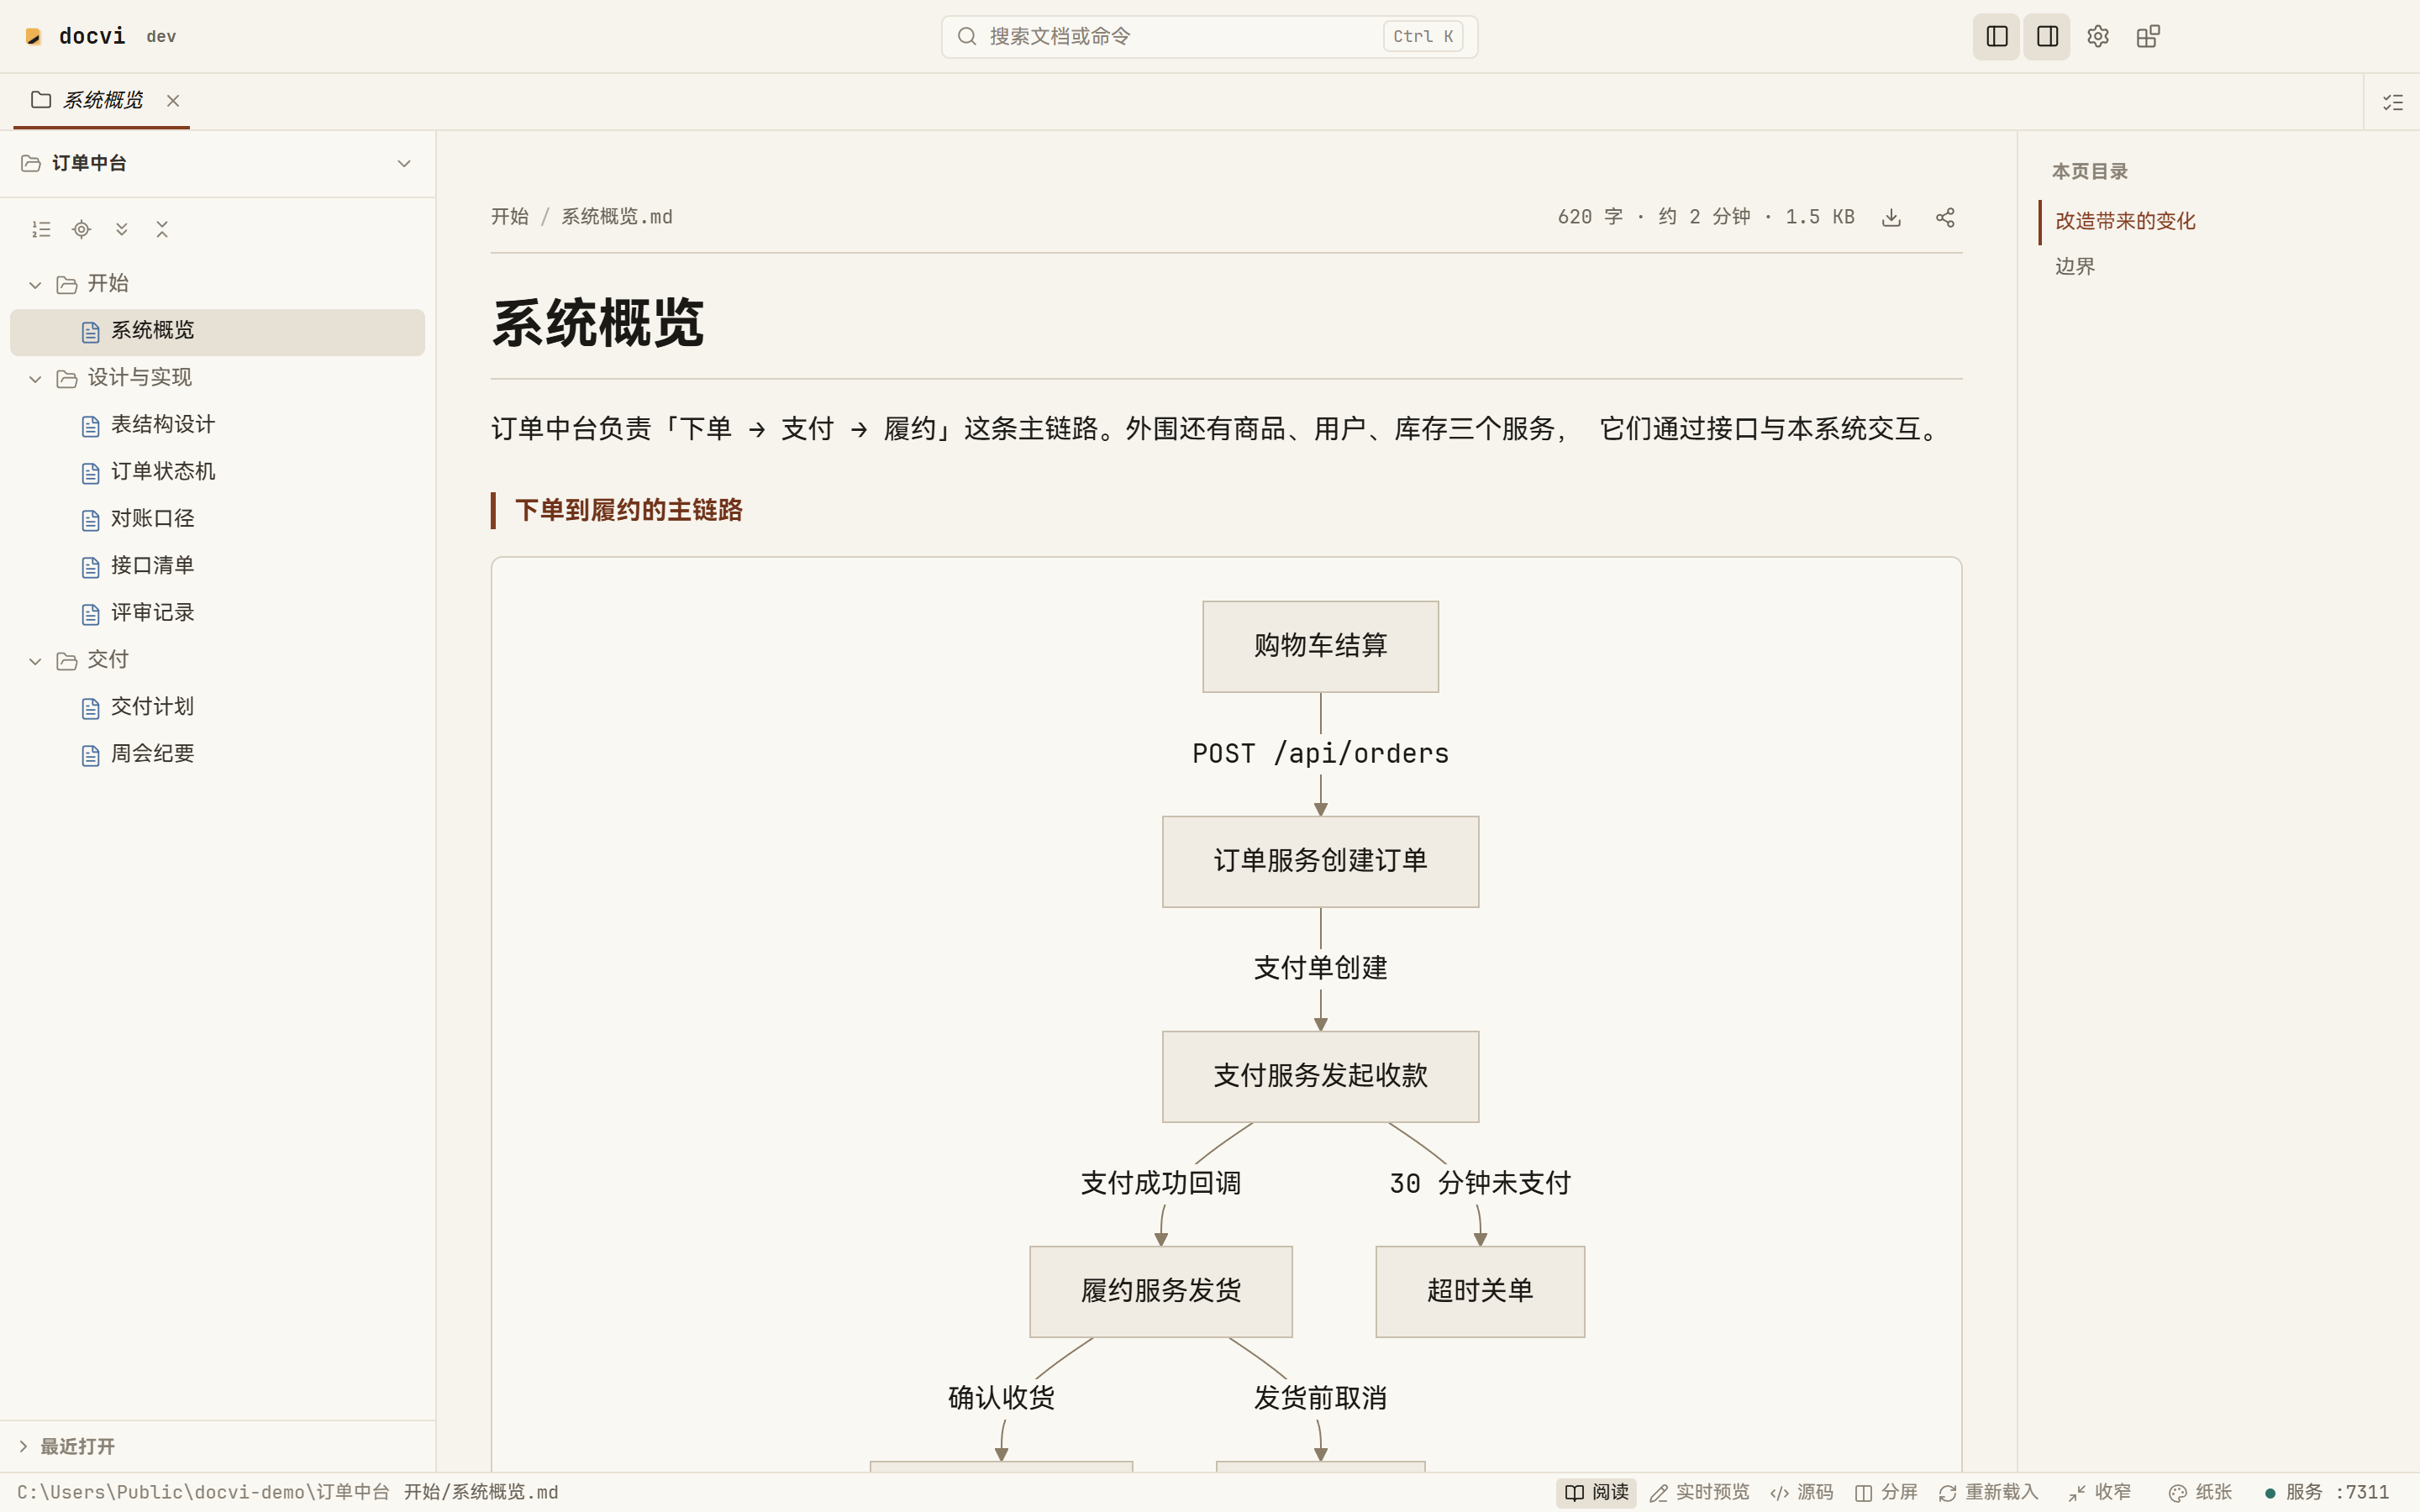 docvi dev
搜索文档或命令 Ctrl K
系统概览
订单中台
开始
系统概览
设计与实现
表结构设计
订单状态机
对账口径
接口清单
评审记录
交付
交付计划
周会纪要
最近打开
开始 / 系统概览.md
620 字 · 约 2 分钟 · 1.5 KB
系统概览
订单中台负责「下单 → 支付 → 履约」这条主链路。外围还有商品、用户、库存三个服务， 它们通过接口与本系统交互。
下单到履约的主链路
购物车结算
POST /api/orders
订单服务创建订单
支付单创建
支付服务发起收款
支付成功回调
30 分钟未支付
履约服务发货
超时关单
确认收货
发货前取消
本页目录
改造带来的变化
边界
C:\Users\Public\docvi-demo\订单中台 开始/系统概览.md
阅读 实时预览 源码 分屏 重新载入 收窄 纸张 服务 :7311